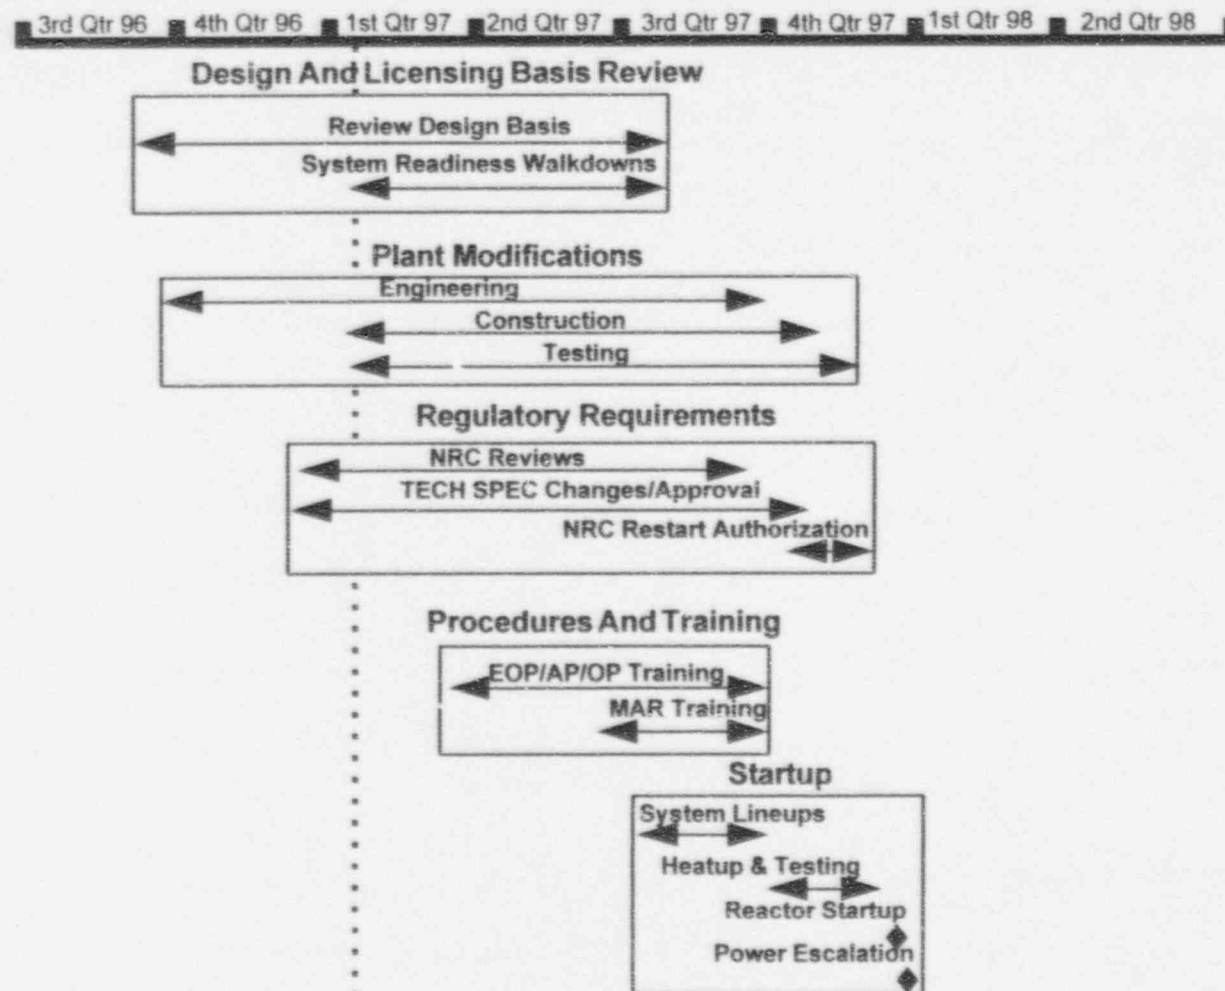 3rd Qtr 96 4th Qtr 96 1st Qtr 97 2nd Qtr 97 3rd Qtr 97 4th Qtr 97 1st Qtr 98 2nd Qtr 98
Design And Licensing Basis Review
Review Design Basis
System Readiness Walkdowns
Plant Modifications
Engineering
Construction
Testing
Regulatory Requirements
NRC Reviews
TECH SPEC Changes/Approval
NRC Restart Authorization
Procedures And Training
EOP/AP/OP Training
MAR Training
Startup
System Lineups
Heatup & Testing
Reactor Startup
Power Escalation